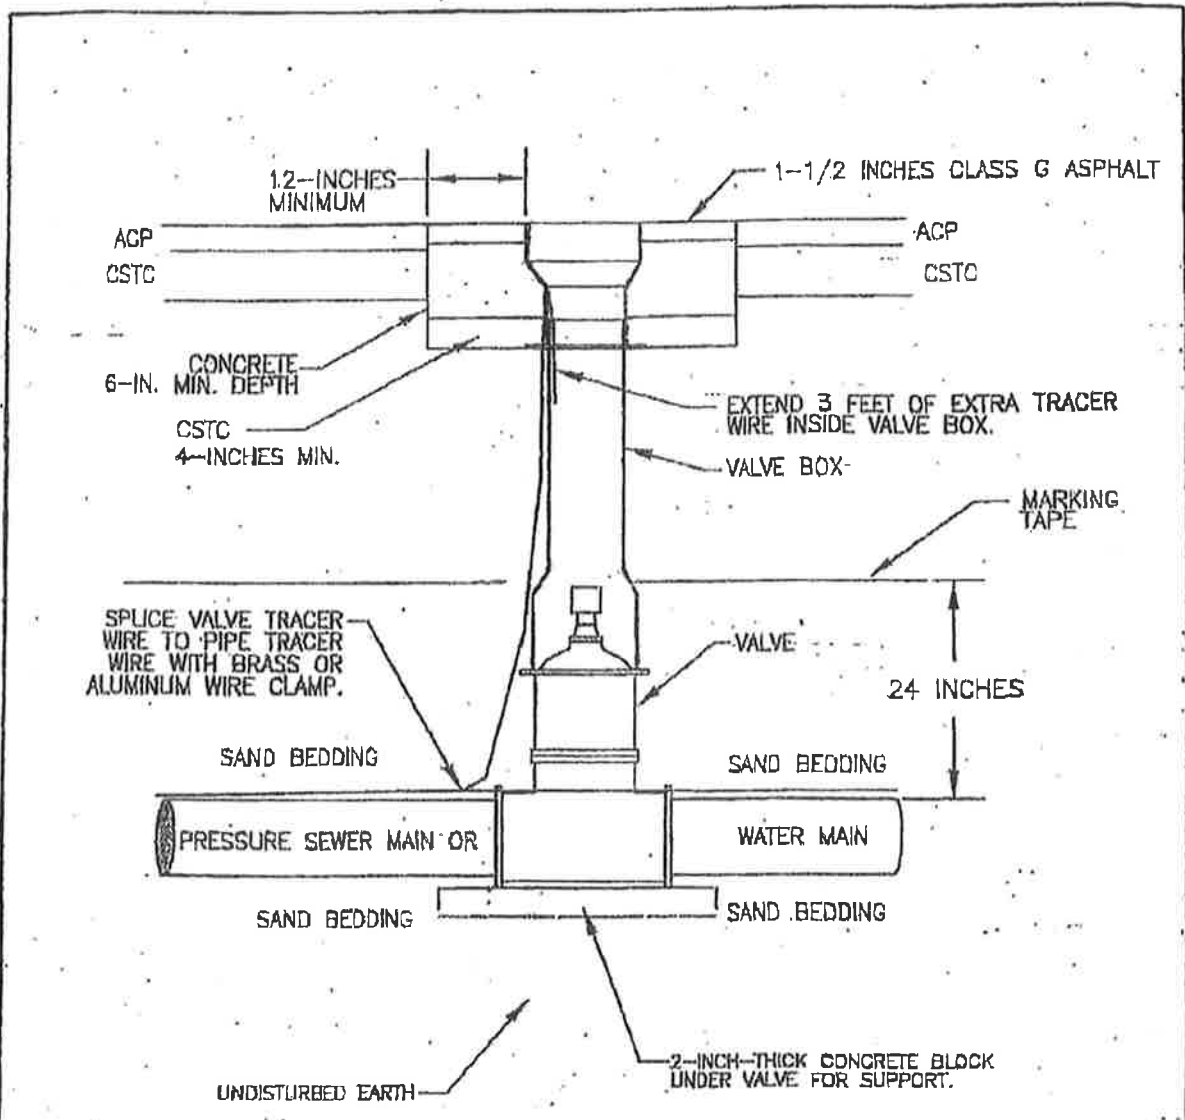 12-INCHES
MINIMUM
1-1/2 INCHES CLASS G ASPHALT
ACP
ACP
CSTC
CSTC
CONCRETE
6-IN. MIN. DEPTH
CSTC
4-INCHES MIN.
EXTEND 3 FEET OF EXTRA TRACER
WIRE INSIDE VALVE BOX.
VALVE BOX
MARKING
TAPE
SPLICE VALVE TRACER
WIRE TO PIPE TRACER
WIRE WITH BRASS OR
ALUMINUM WIRE CLAMP.
VALVE
24 INCHES
SAND BEDDING
SAND BEDDING
PRESSURE SEWER MAIN OR
WATER MAIN
SAND BEDDING
SAND BEDDING
2-INCH-THICK CONCRETE BLOCK
UNDER VALVE FOR SUPPORT.
UNDISTURBED EARTH